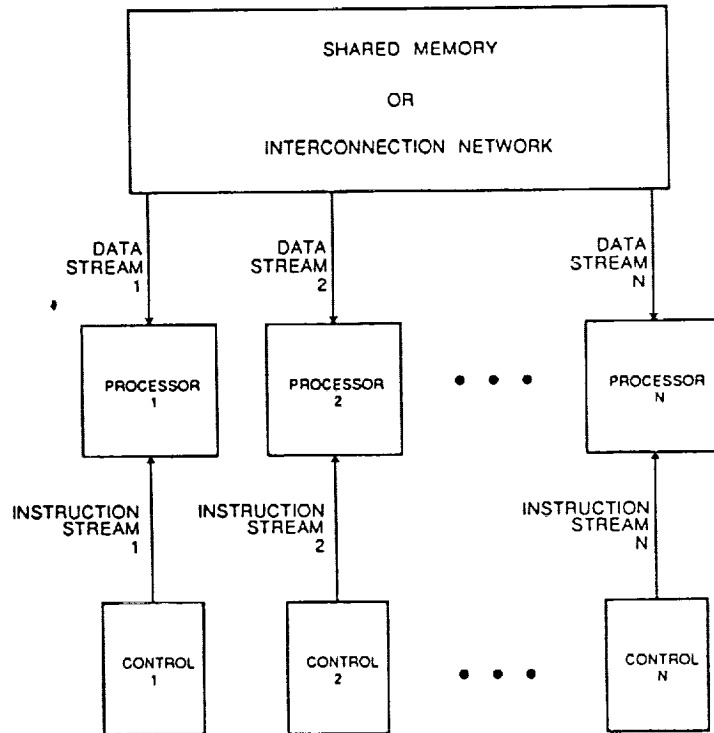 SHARED MEMORY
OR
INTERCONNECTION NETWORK
DATA
STREAM
1
DATA
STREAM
2
DATA
STREAM
N
PROCESSOR
1
PROCESSOR
2
PROCESSOR
N
INSTRUCTION
STREAM
1
INSTRUCTION
STREAM
2
INSTRUCTION
STREAM
N
CONTROL
1
CONTROL
2
CONTROL
N